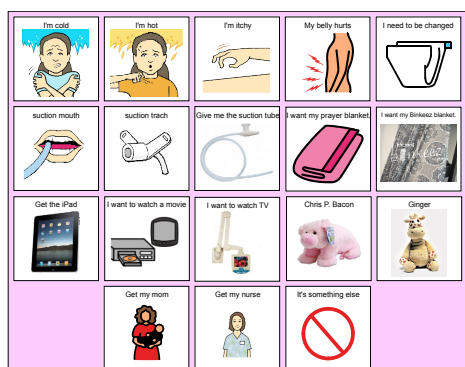 I'm cold
I'm hot
I'm itchy
My belly hurts
I need to be changed
suction mouth
suction trach
Give me the suction tube
I want my prayer blanket.
I want my Binkeez blanket.
Get the iPad
I want to watch a movie
I want to watch TV
Chris P. Bacon
Ginger
Get my mom
Get my nurse
It's something else